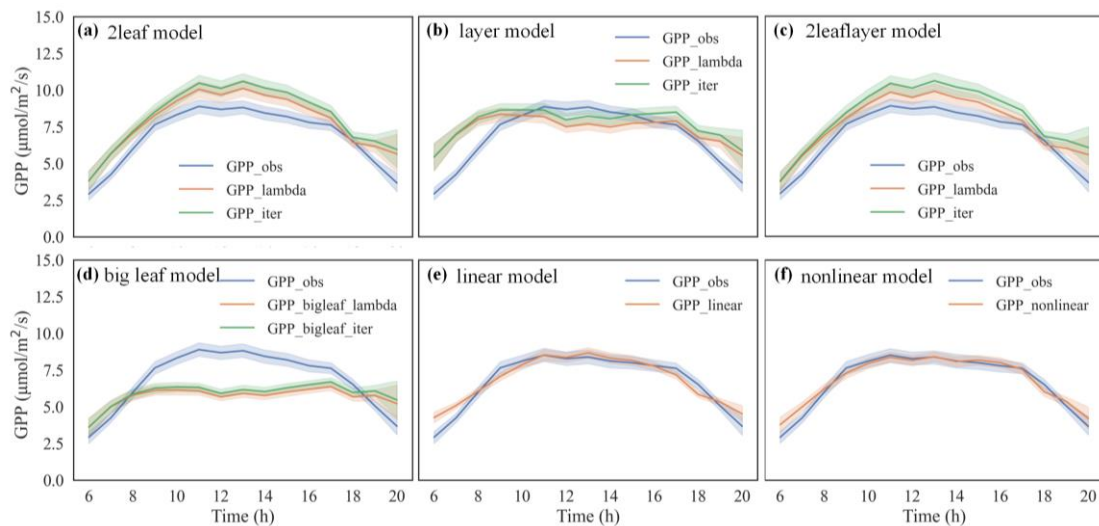 (a) 2leaf model
(b) layer model
(c) 2leaflayer model
GPP (μmol/m²/s)
15.0
12.5
10.0
7.5
5.0
2.5
0.0
GPP_obs
GPP_lambda
GPP_iter
GPP_obs
GPP_lambda
GPP_iter
GPP_obs
GPP_lambda
GPP_iter
(d) big leaf model
(e) linear model
(f) nonlinear model
GPP (μmol/m²/s)
15.0
12.5
10.0
7.5
5.0
2.5
0.0
GPP_obs
GPP_bigleaf_lambda
GPP_bigleaf_iter
GPP_obs
GPP_linear
GPP_obs
GPP_nonlinear
6 8 10 12 14 16 18 20
6 8 10 12 14 16 18 20
6 8 10 12 14 16 18 20
Time (h)
Time (h)
Time (h)